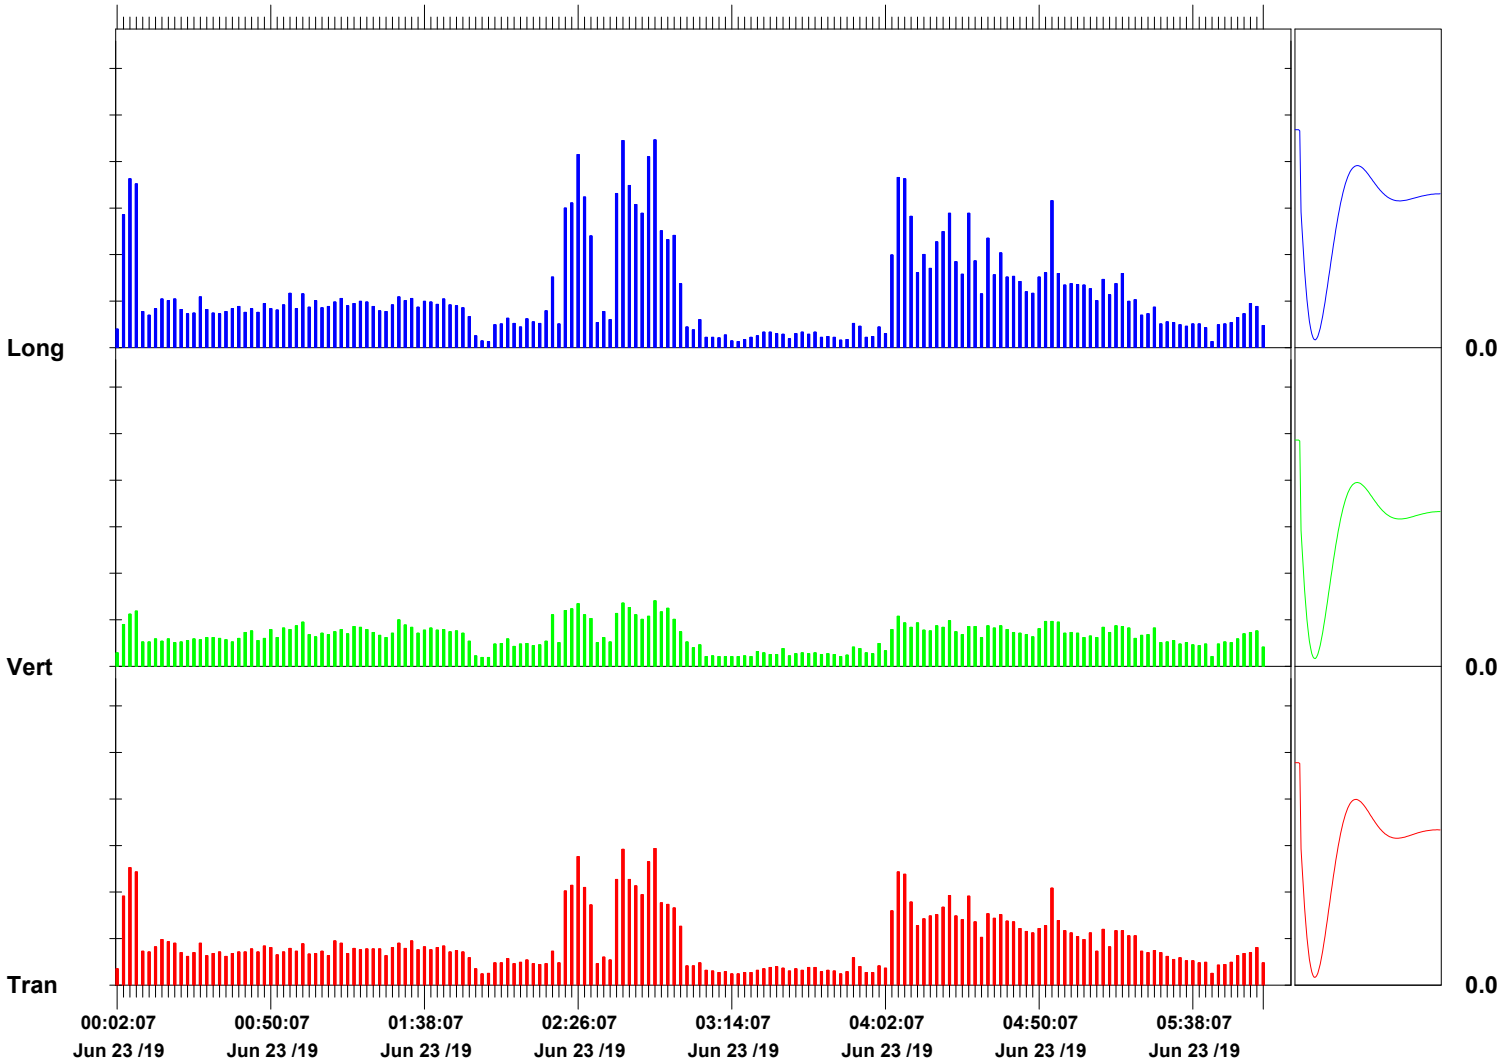 Long 0.0
Vert 0.0
Tran 0.0
00:02:07 00:50:07 01:38:07 02:26:07 03:14:07 04:02:07 04:50:07 05:38:07
Jun 23 /19 Jun 23 /19 Jun 23 /19 Jun 23 /19 Jun 23 /19 Jun 23 /19 Jun 23 /19 Jun 23 /19